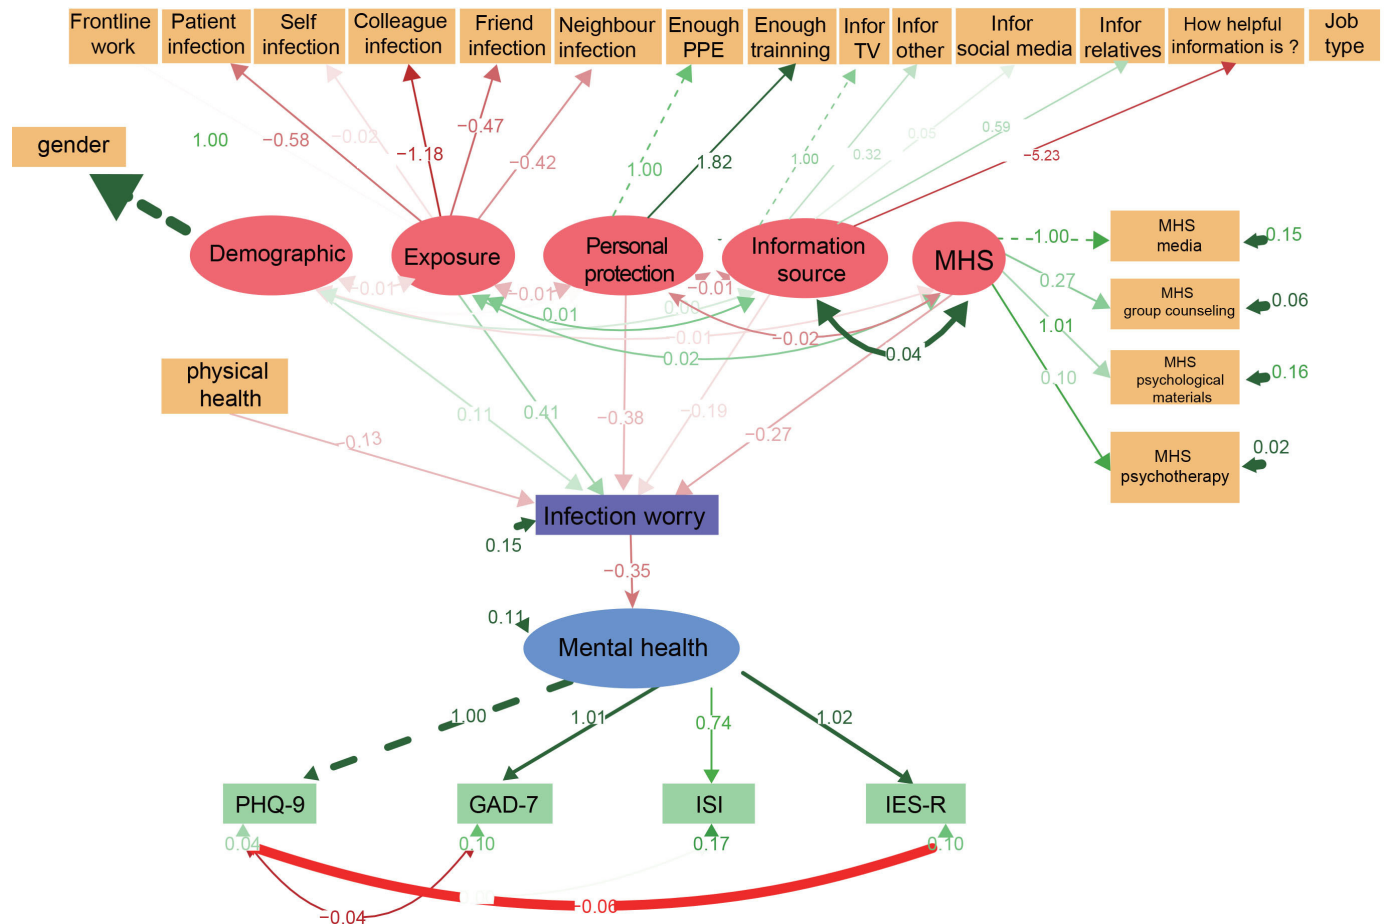 Frontline
work
Patient
infection
Self
infection
Colleague
infection
Friend
infection
Neighbour
infection
Enough
PPE
Enough
trainning
Infor
TV
Infor
other
Infor
social media
Infor
relatives
How helpful
information is ?
Job
type
gender
1.00
−0.58
−0.02
−1.18
−0.47
−0.42
1.00
1.82
1.00
0.32
0.05
0.59
−5.23
Demographic
Exposure
Personal
protection
Information
source
MHS
1.00
0.27
1.01
0.10
MHS
media
0.15
MHS
group counseling
0.06
MHS
psychological
materials
0.16
MHS
psychotherapy
0.02
−0.01
−0.01
−0.01
0.01
0.00
−0.01
−0.02
0.02
0.04
physical
health
−0.13
0.11
0.41
−0.38
−0.19
−0.27
Infection worry
0.15
−0.35
0.11
Mental health
1.00
1.01
0.74
1.02
PHQ-9
GAD-7
ISI
IES-R
0.04
0.10
0.17
0.10
−0.04
−0.06